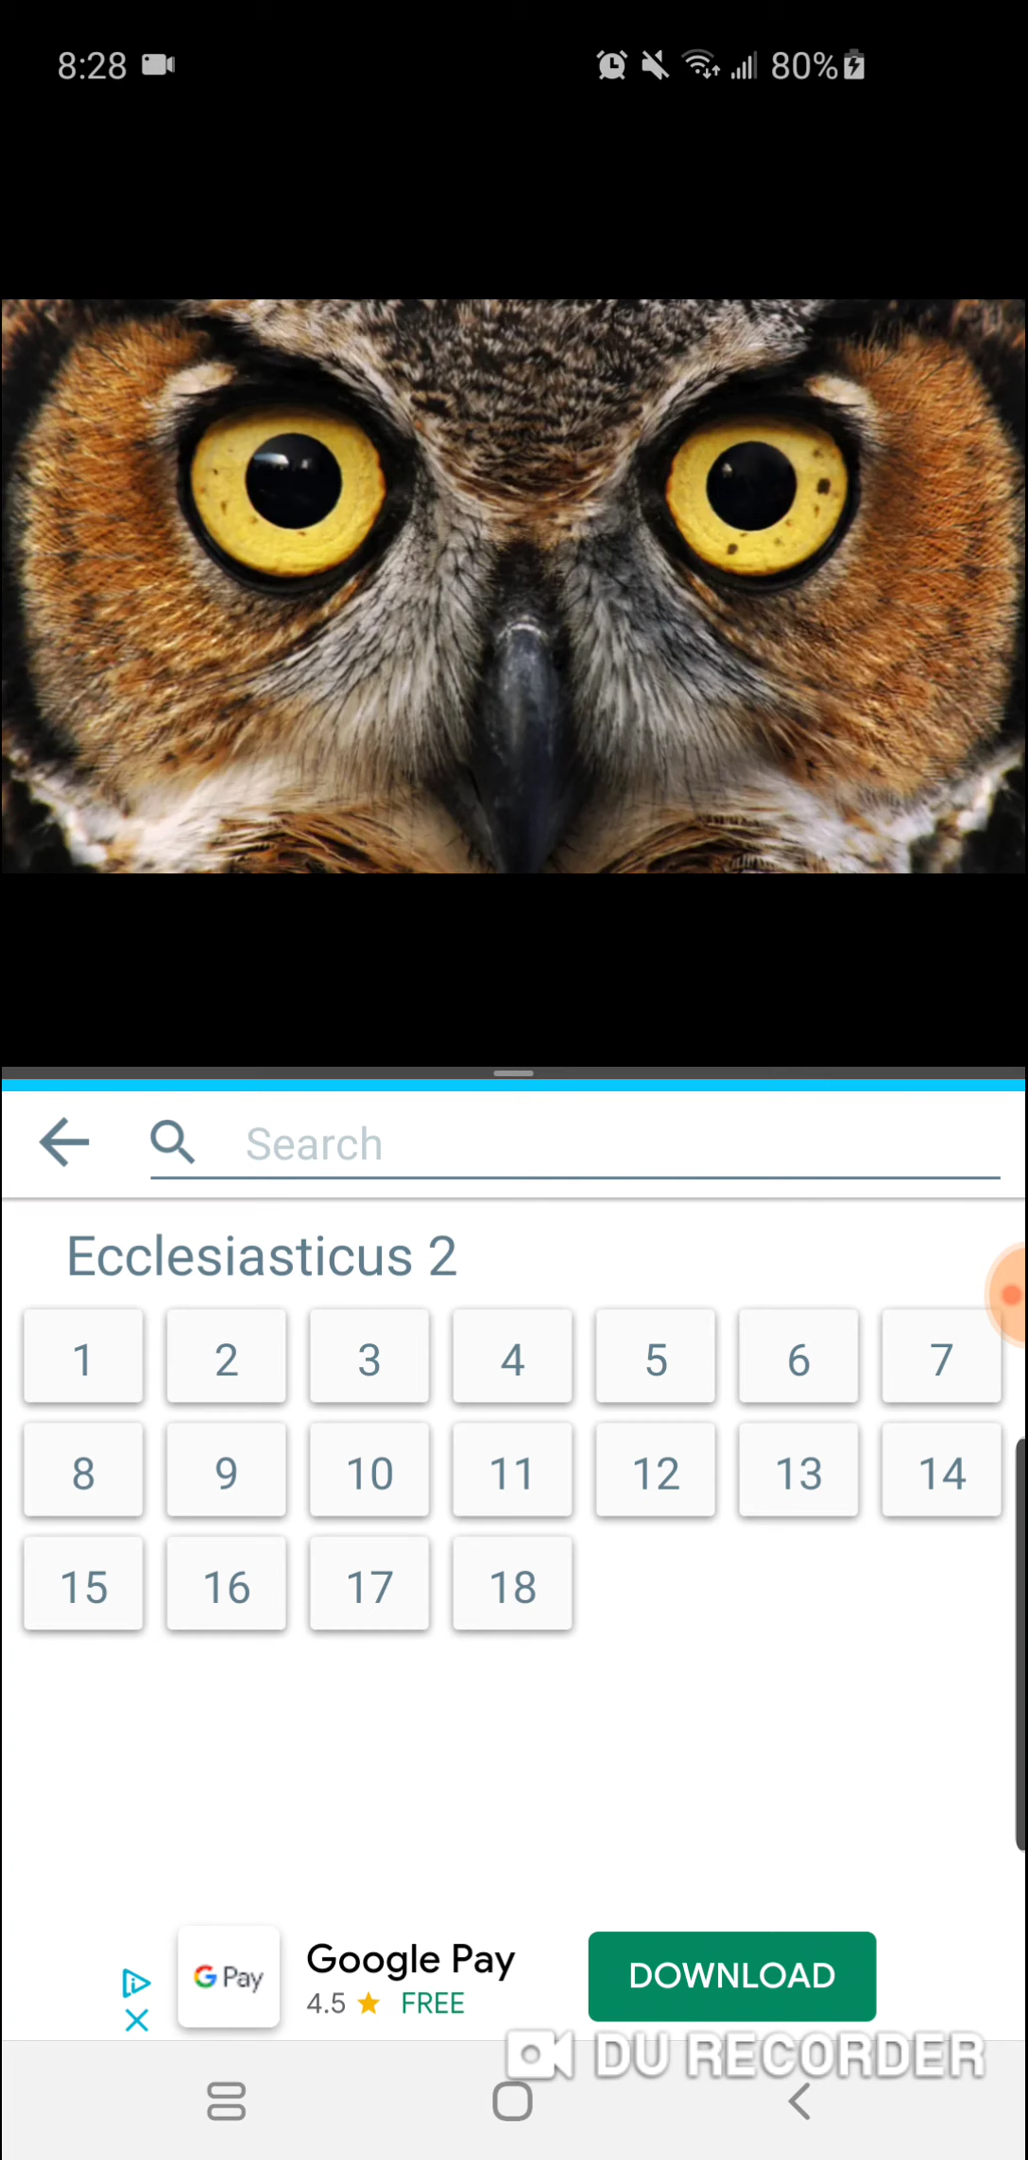 8:28 80%
Search
Ecclesiasticus 2
1 2 3 4 5 6 7
8 9 10 11 12 13 14
15 16 17 18
G Pay
Google Pay
4.5 FREE
DOWNLOAD
DU RECORDER